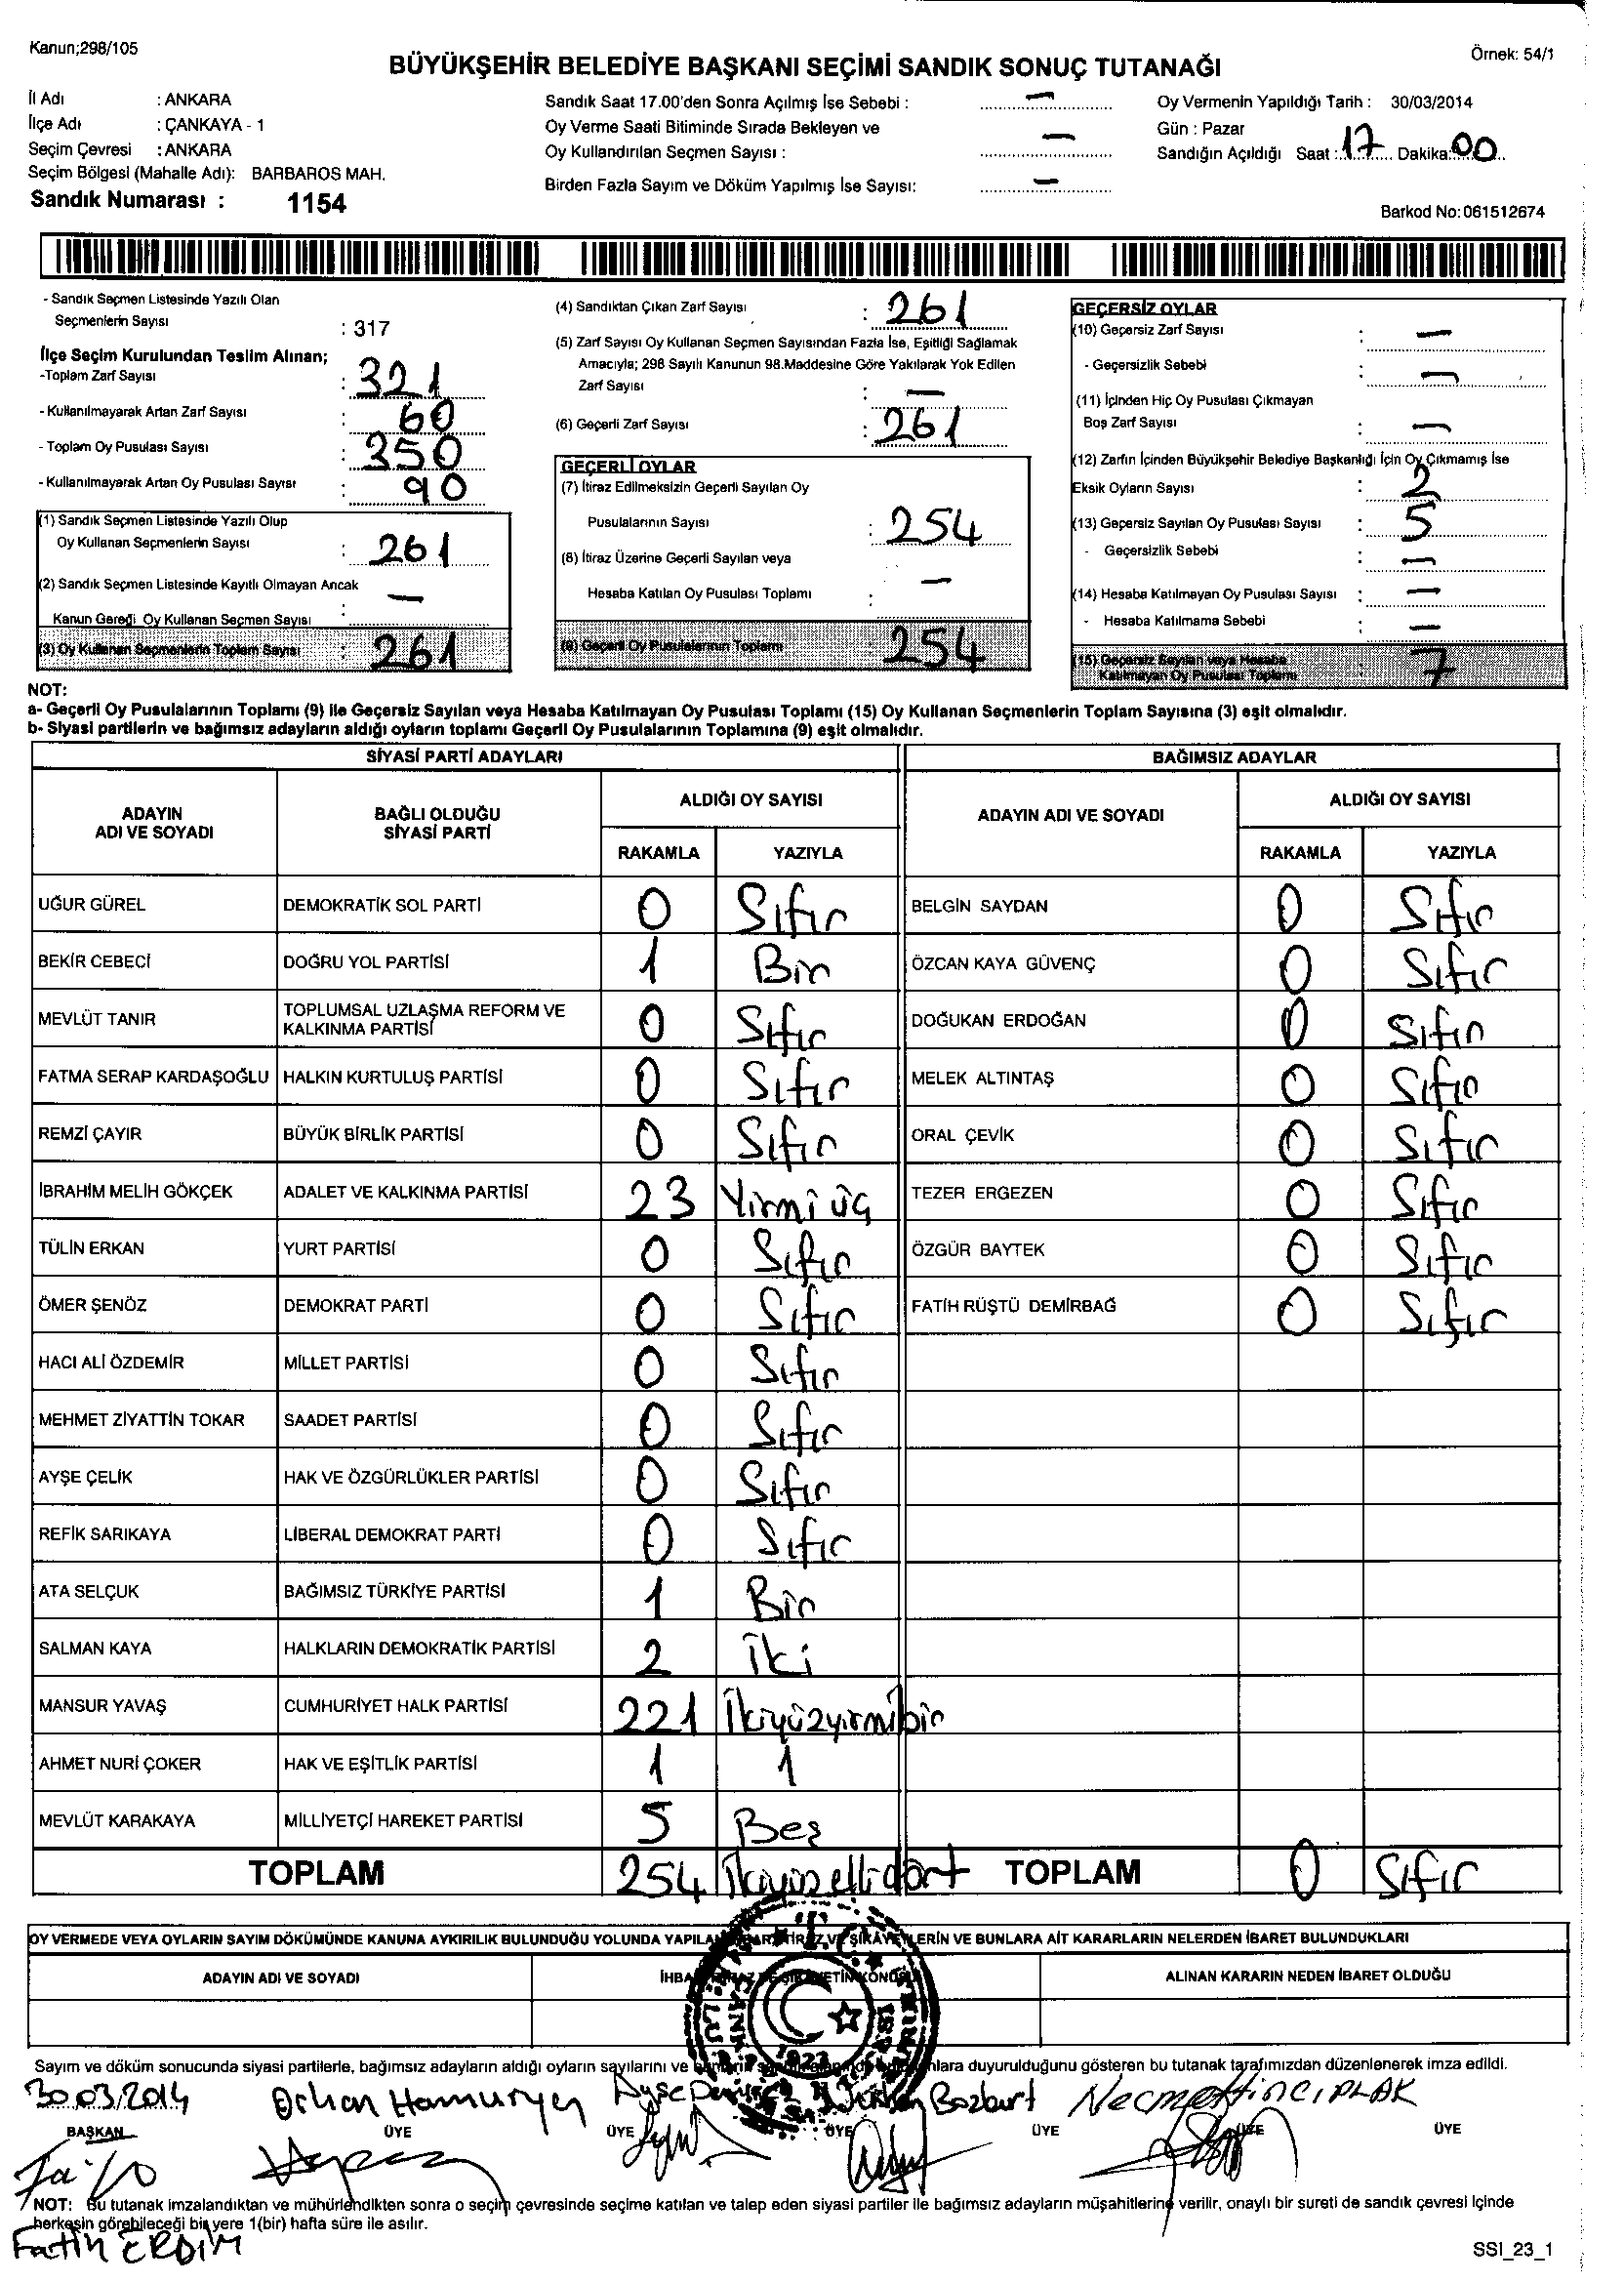 Kanun;298/105
Örnek: 54/1
BÜYÜKŞEHİR BELEDİYE BAŞKANI SEÇİMİ SANDIK SONUÇ TUTANAĞI
İl Adı : ANKARA
İlçe Adı : ÇANKAYA - 1
Seçim Çevresi : ANKARA
Seçim Bölgesi (Mahalle Adı): BARBAROS MAH.
Sandık Numarası : 1154
Sandık Saat 17.00'den Sonra Açılmış İse Sebebi : —
Oy Verme Saati Bitiminde Sırada Bekleyen ve
Oy Kullandırılan Seçmen Sayısı : —
Birden Fazla Sayım ve Döküm Yapılmış İse Sayısı: —
Oy Vermenin Yapıldığı Tarih : 30/03/2014
Gün : Pazar
Sandığın Açıldığı Saat : 17 Dakika: 00
Barkod No: 061512674
- Sandık Seçmen Listesinde Yazılı Olan
Seçmenlerin Sayısı : 317
İlçe Seçim Kurulundan Teslim Alınan;
-Toplam Zarf Sayısı : 321
- Kullanılmayarak Artan Zarf Sayısı : 60
- Toplam Oy Pusulası Sayısı : 350
- Kullanılmayarak Artan Oy Pusulası Sayısı : 90
(1) Sandık Seçmen Listesinde Yazılı Olup
Oy Kullanan Seçmenlerin Sayısı : 261
(2) Sandık Seçmen Listesinde Kayıtlı Olmayan Ancak
Kanun Gereği Oy Kullanan Seçmen Sayısı : —
(3) Oy Kullanan Seçmenlerin Toplam Sayısı : 261
(4) Sandıktan Çıkan Zarf Sayısı : 261
(5) Zarf Sayısı Oy Kullanan Seçmen Sayısından Fazla İse, Eşitliği Sağlamak
Amacıyla; 298 Sayılı Kanunun 98.Maddesine Göre Yakılarak Yok Edilen
Zarf Sayısı : —
(6) Geçerli Zarf Sayısı : 261
GEÇERLİ OYLAR
(7) İtiraz Edilmeksizin Geçerli Sayılan Oy
Pusulalarının Sayısı : 254
(8) İtiraz Üzerine Geçerli Sayılan veya
Hesaba Katılan Oy Pusulası Toplamı : —
(9) Geçerli Oy Pusulalarının Toplamı : 254
GEÇERSİZ OYLAR
(10) Geçersiz Zarf Sayısı : —
- Geçersizlik Sebebi : —
(11) İçinden Hiç Oy Pusulası Çıkmayan
Boş Zarf Sayısı : —
(12) Zarfın İçinden Büyükşehir Belediye Başkanlığı İçin Oy Çıkmamış İse
Eksik Oyların Sayısı : 2
(13) Geçersiz Sayılan Oy Pusulası Sayısı : 5
- Geçersizlik Sebebi : —
(14) Hesaba Katılmayan Oy Pusulası Sayısı : —
- Hesaba Katılmama Sebebi : —
(15) Geçersiz Sayılan veya Hesaba
Katılmayan Oy Pusulası Toplamı : 7
NOT:
a- Geçerli Oy Pusulalarının Toplamı (9) ile Geçersiz Sayılan veya Hesaba Katılmayan Oy Pusulası Toplamı (15) Oy Kullanan Seçmenlerin Toplam Sayısına (3) eşit olmalıdır.
b- Siyasi partilerin ve bağımsız adayların aldığı oyların toplamı Geçerli Oy Pusulalarının Toplamına (9) eşit olmalıdır.
SİYASİ PARTİ ADAYLARI
ADAYIN ADI VE SOYADI BAĞLI OLDUĞU SİYASİ PARTİ ALDIĞI OY SAYISI
RAKAMLA YAZIYLA
UĞUR GÜREL DEMOKRATİK SOL PARTİ 0 Sıfır
BEKİR CEBECİ DOĞRU YOL PARTİSİ 1 Bir
MEVLÜT TANIR TOPLUMSAL UZLAŞMA REFORM VE KALKINMA PARTİSİ 0 Sıfır
FATMA SERAP KARDAŞOĞLU HALKIN KURTULUŞ PARTİSİ 0 Sıfır
REMZİ ÇAYIR BÜYÜK BİRLİK PARTİSİ 0 Sıfır
İBRAHİM MELİH GÖKÇEK ADALET VE KALKINMA PARTİSİ 23 Yirmi üç
TÜLİN ERKAN YURT PARTİSİ 0 Sıfır
ÖMER ŞENÖZ DEMOKRAT PARTİ 0 Sıfır
HACI ALİ ÖZDEMİR MİLLET PARTİSİ 0 Sıfır
MEHMET ZİYATTİN TOKAR SAADET PARTİSİ 0 Sıfır
AYŞE ÇELİK HAK VE ÖZGÜRLÜKLER PARTİSİ 0 Sıfır
REFİK SARIKAYA LİBERAL DEMOKRAT PARTİ 0 Sıfır
ATA SELÇUK BAĞIMSIZ TÜRKİYE PARTİSİ 1 Bir
SALMAN KAYA HALKLARIN DEMOKRATİK PARTİSİ 2 İki
MANSUR YAVAŞ CUMHURİYET HALK PARTİSİ 221 İkiyüzyirmibir
AHMET NURİ ÇOKER HAK VE EŞİTLİK PARTİSİ 1 1
MEVLÜT KARAKAYA MİLLİYETÇİ HAREKET PARTİSİ 5 Beş
TOPLAM 254 İkiyüzellidört
BAĞIMSIZ ADAYLAR
ADAYIN ADI VE SOYADI ALDIĞI OY SAYISI
RAKAMLA YAZIYLA
BELGİN SAYDAN 0 Sıfır
ÖZCAN KAYA GÜVENÇ 0 Sıfır
DOĞUKAN ERDOĞAN 0 Sıfır
MELEK ALTINTAŞ 0 Sıfır
ORAL ÇEVİK 0 Sıfır
TEZER ERGEZEN 0 Sıfır
ÖZGÜR BAYTEK 0 Sıfır
FATİH RÜŞTÜ DEMİRBAĞ 0 Sıfır
TOPLAM 0 Sıfır
OY VERMEDE VEYA OYLARIN SAYIM DÖKÜMÜNDE KANUNA AYKIRILIK BULUNDUĞU YOLUNDA VE BUNLARA AİT KARARLARIN NELERDEN İBARET BULUNDUKLARI
ADAYIN ADI VE SOYADI
ALINAN KARARIN NEDEN İBARET OLDUĞU
T.C.
1923
Sayım ve döküm sonucunda siyasi partilerle, bağımsız adayların aldığı oyların sayılarını ve duyurulduğunu gösteren bu tutanak tarafımızdan düzenlenerek imza edildi.
30.03.2014 Orhan Hamuryen Ayşe Bozburt Necmettin CIPLAK
BAŞKAN ÜYE ÜYE ÜYE ÜYE ÜYE ÜYE
NOT: Bu tutanak imzalandıktan ve mühürlendikten sonra o seçim çevresinde seçime katılan ve talep eden siyasi partiler ile bağımsız adayların müşahitlerine verilir, onaylı bir sureti de sandık çevresi içinde
herkesin görebileceği bir yere 1(bir) hafta süre ile asılır.
Fatih ERDİM
SSI_23_1